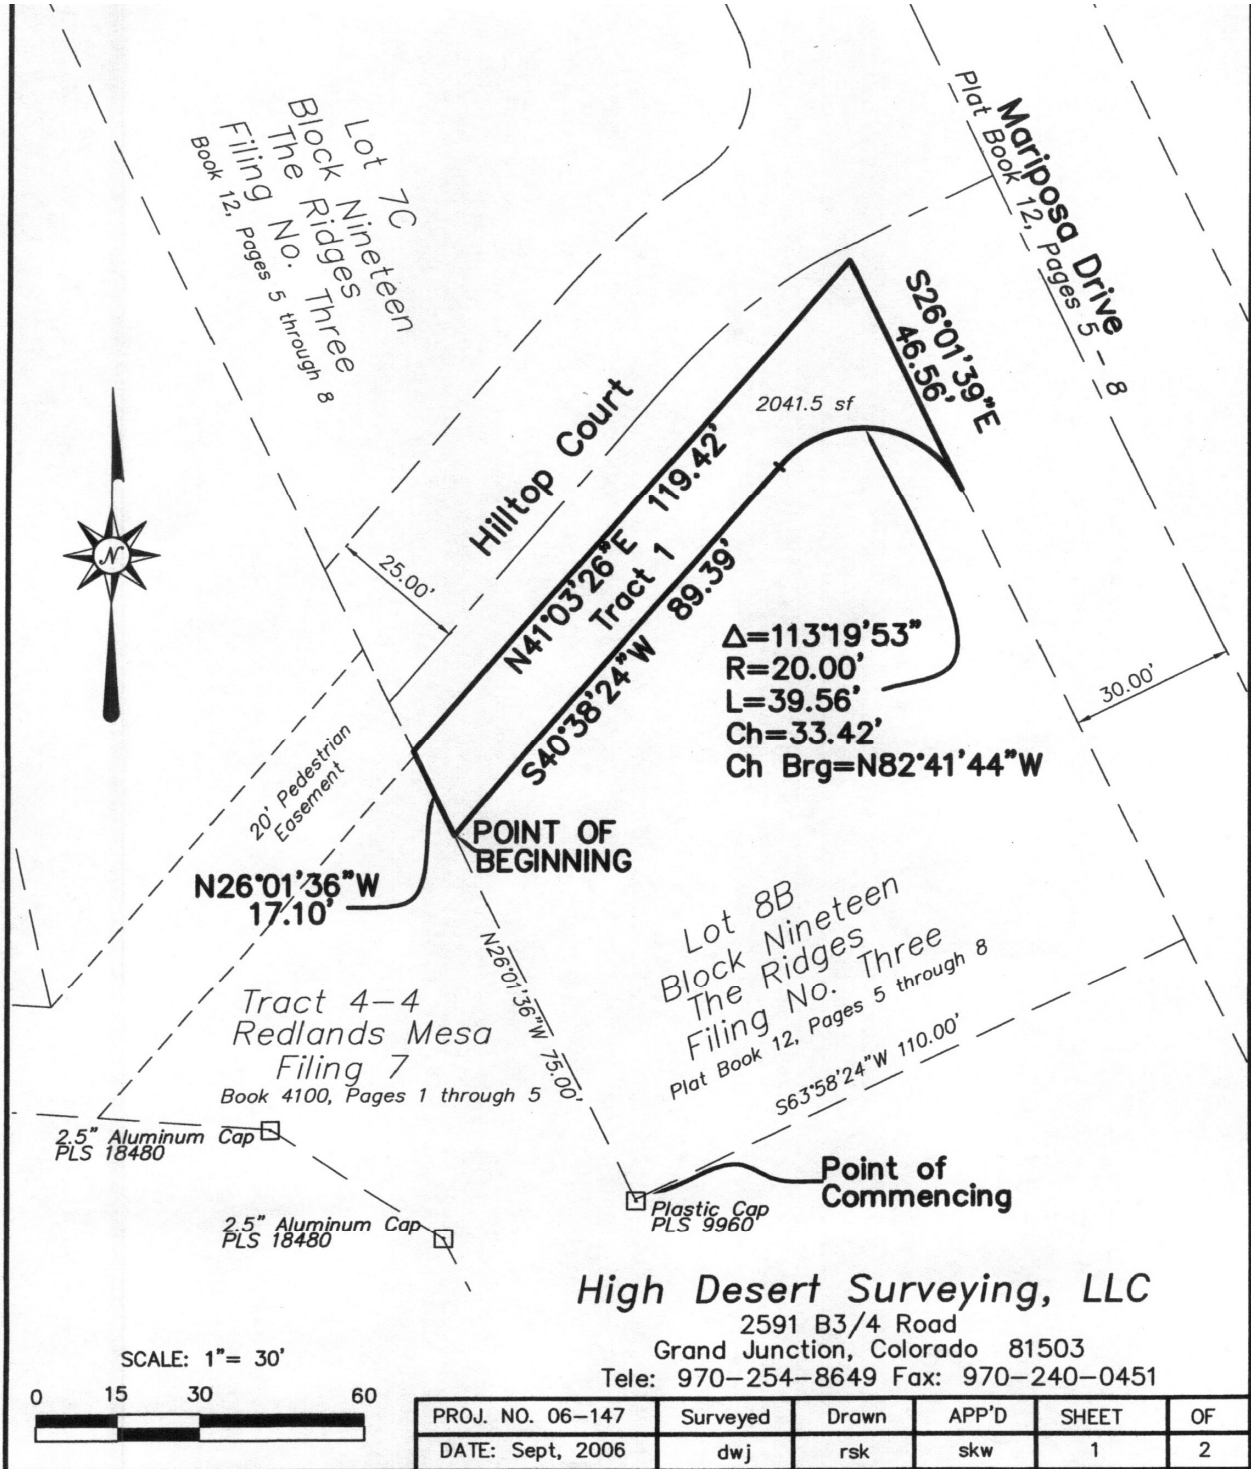 Lot 7C
Block Nineteen
The Ridges
Filing No. Three
Book 12, Pages 5 through 8
Mariposa Drive
Plat Book 12, Pages 5 - 8
S26°01'39"E
46.56'
2041.5 sf
Hilltop Court
N41°03'26"E 119.42'
Tract 1
S40°38'24"W 89.39'
25.00'
N
Δ=113°19'53"
R=20.00'
L=39.56'
Ch=33.42'
Ch Brg=N82°41'44"W
30.00'
20' Pedestrian
Easement
POINT OF
BEGINNING
N26°01'36"W
17.10'
N26°01'36"W 75.00'
Lot 8B
Block Nineteen
The Ridges
Filing No. Three
Plat Book 12, Pages 5 through 8
S63°58'24"W 110.00'
Tract 4-4
Redlands Mesa
Filing 7
Book 4100, Pages 1 through 5
2.5" Aluminum Cap
PLS 18480
2.5" Aluminum Cap
PLS 18480
Point of
Commencing
Plastic Cap
PLS 9960
High Desert Surveying, LLC
2591 B3/4 Road
Grand Junction, Colorado 81503
Tele: 970-254-8649 Fax: 970-240-0451
SCALE: 1"= 30'
0 15 30 60
PROJ. NO. 06-147 Surveyed Drawn APP'D SHEET OF
DATE: Sept, 2006 dwj rsk skw 1 2